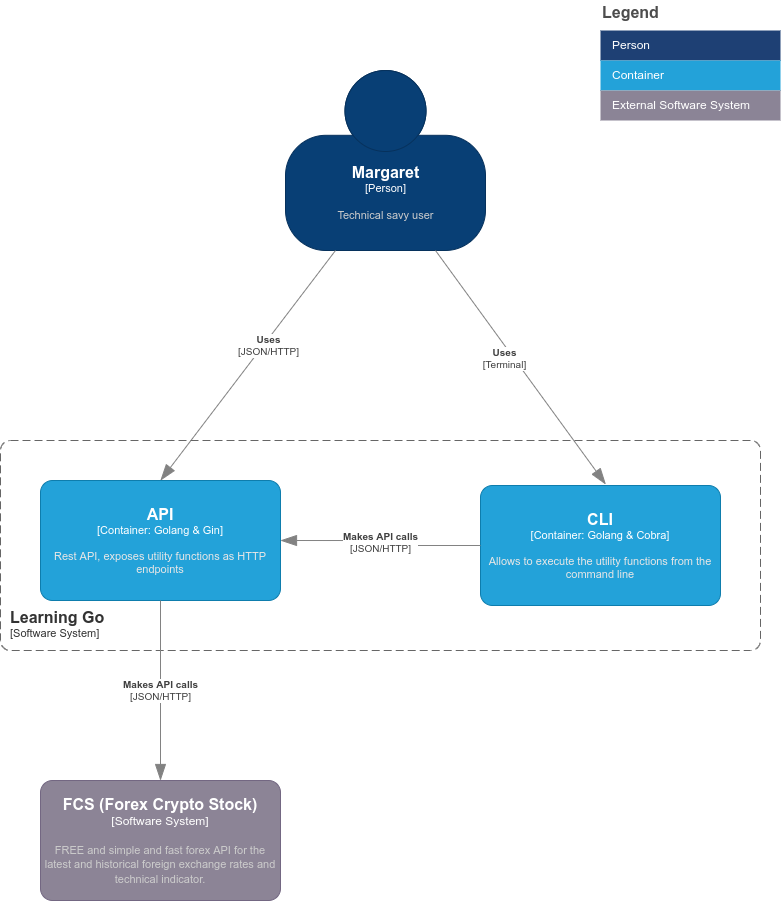 Legend
Person
Container
External Software System
Margaret
[Person]
Technical savy user
Uses
[JSON/HTTP]
Uses
[Terminal]
API
[Container: Golang & Gin]
Rest API, exposes utility functions as HTTP
endpoints
Makes API calls
[JSON/HTTP]
CLI
[Container: Golang & Cobra]
Allows to execute the utility functions from the
command line
Learning Go
[Software System]
Makes API calls
[JSON/HTTP]
FCS (Forex Crypto Stock)
[Software System]
FREE and simple and fast forex API for the
latest and historical foreign exchange rates and
technical indicator.